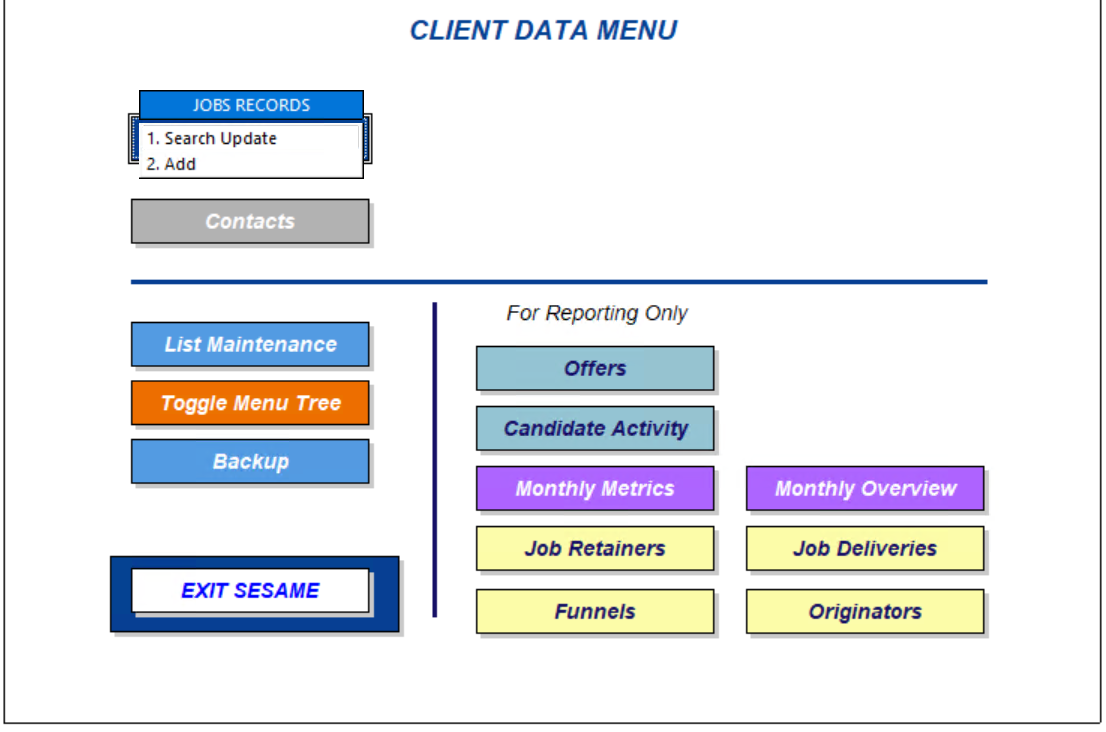 CLIENT DATA MENU
JOBS RECORDS
1. Search Update
2. Add
Contacts
List Maintenance
Toggle Menu Tree
Backup
EXIT SESAME
For Reporting Only
Offers
Candidate Activity
Monthly Metrics
Monthly Overview
Job Retainers
Job Deliveries
Funnels
Originators